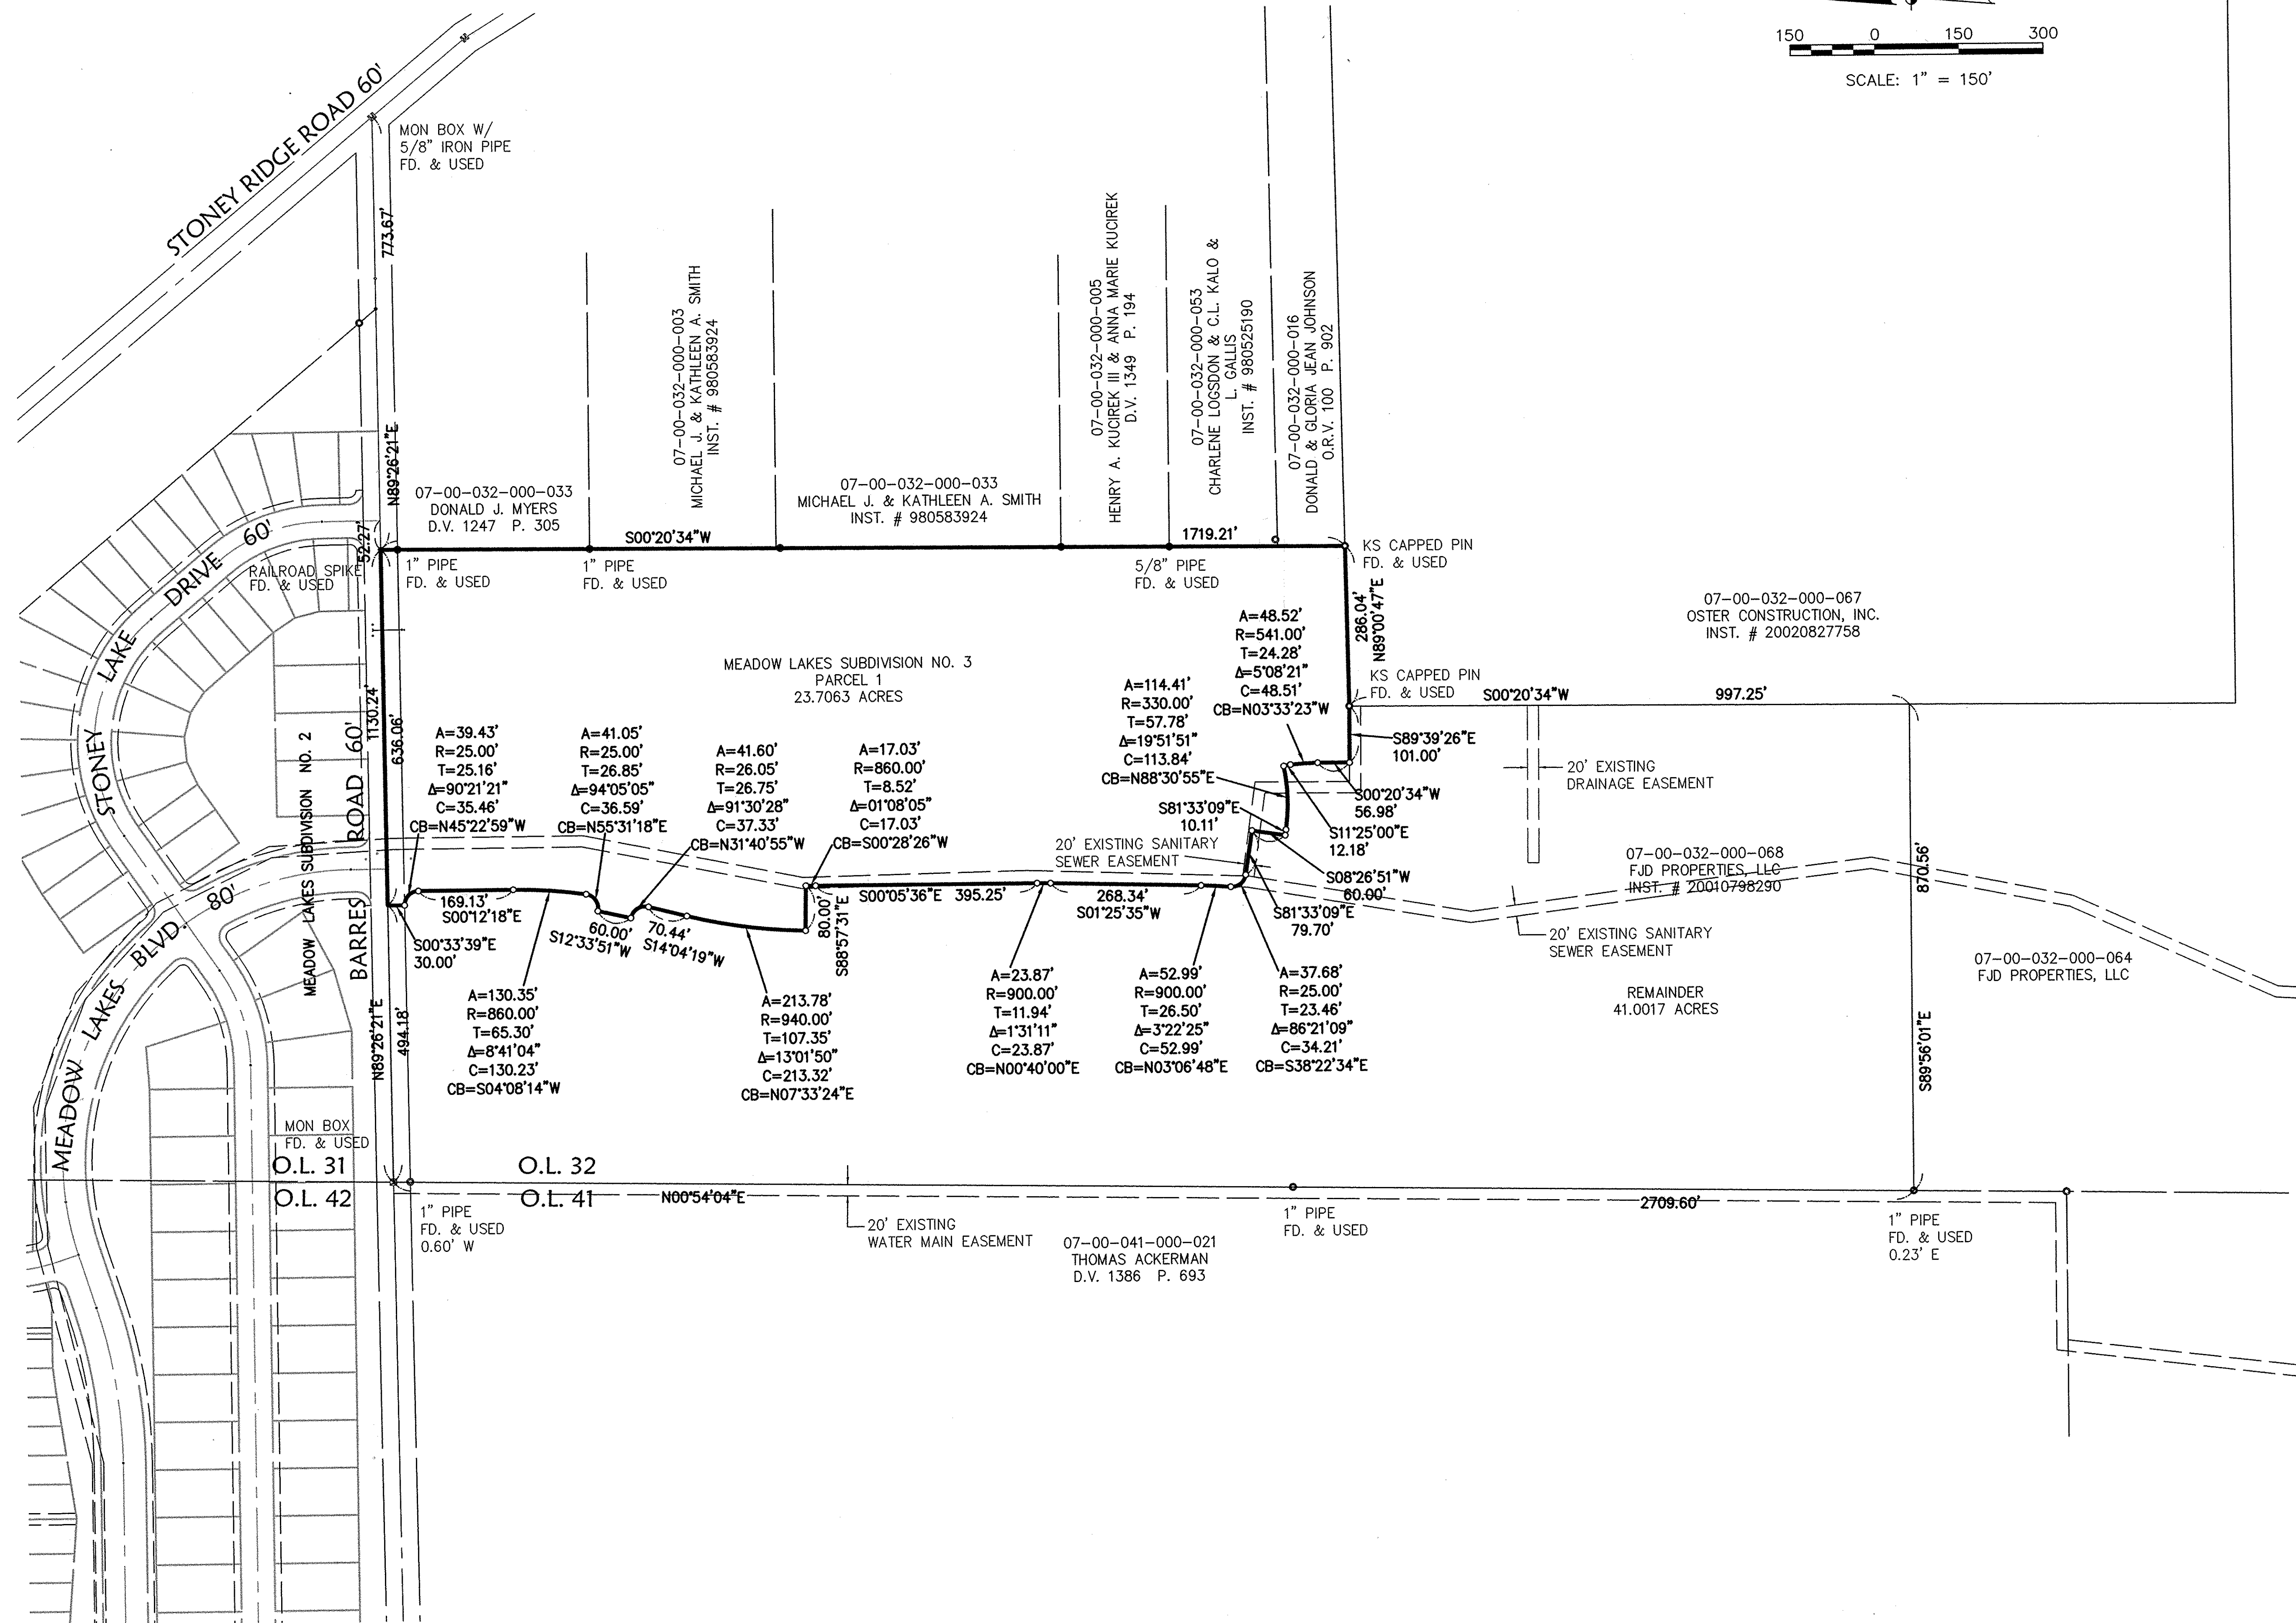 150 0 150 300
SCALE: 1" = 150'
STONEY RIDGE ROAD 60'
MON BOX W/
5/8" IRON PIPE
FD. & USED
773.67'
N89°26'21"E
52.27'
07-00-032-000-033
DONALD J. MYERS
D.V. 1247 P. 305
07-00-032-000-003
MICHAEL J. & KATHLEEN A. SMITH
INST. # 980583924
07-00-032-000-033
MICHAEL J. & KATHLEEN A. SMITH
INST. # 980583924
07-00-032-000-005
HENRY A. KUCIREK III & ANNA MARIE KUCIREK
D.V. 1349 P. 194
07-00-032-000-053
CHARLENE LOGSDON & C.L. KALO &
L. GALLIS
INST. # 980525190
07-00-032-000-016
DONALD & GLORIA JEAN JOHNSON
O.R.V. 100 P. 902
S00°20'34"W
1719.21'
RAILROAD SPIKE
FD. & USED
1" PIPE
FD. & USED
1" PIPE
FD. & USED
5/8" PIPE
FD. & USED
KS CAPPED PIN
FD. & USED
286.04'
N89°00'47"E
KS CAPPED PIN
FD. & USED
S00°20'34"W
997.25'
07-00-032-000-067
OSTER CONSTRUCTION, INC.
INST. # 20020827758
STONEY LAKE DRIVE 60'
MEADOW LAKES SUBDIVISION NO. 3
PARCEL 1
23.7063 ACRES
1130.24'
636.06'
MEADOW LAKES SUBDIVISION NO. 2
BARRES ROAD 60'
A=39.43'
R=25.00'
T=25.16'
Δ=90°21'21"
C=35.46'
CB=N45°22'59"W
A=41.05'
R=25.00'
T=26.85'
Δ=94°05'05"
C=36.59'
CB=N55°31'18"E
A=41.60'
R=26.05'
T=26.75'
Δ=91°30'28"
C=37.33'
CB=N31°40'55"W
A=17.03'
R=860.00'
T=8.52'
Δ=01°08'05"
C=17.03'
CB=S00°28'26"W
A=114.41'
R=330.00'
T=57.78'
Δ=19°51'51"
C=113.84'
CB=N88°30'55"E
A=48.52'
R=541.00'
T=24.28'
Δ=5°08'21"
C=48.51'
CB=N03°33'23"W
S89°39'26"E
101.00'
20' EXISTING
DRAINAGE EASEMENT
S00°20'34"W
56.98'
S81°33'09"E
10.11'
S11°25'00"E
12.18'
20' EXISTING SANITARY
SEWER EASEMENT
S08°26'51"W
60.00'
S81°33'09"E
79.70'
07-00-032-000-068
FJD PROPERTIES, LLC
INST. # 20010798290
870.56'
S89°56'01"E
20' EXISTING SANITARY
SEWER EASEMENT
07-00-032-000-064
FJD PROPERTIES, LLC
REMAINDER
41.0017 ACRES
169.13'
S00°12'18"E
60.00'
S12°33'51"W
70.44'
S14°04'19"W
80.00'
S88°57'31"E
S00°05'36"E 395.25'
268.34'
S01°25'35"W
S00°33'39"E
30.00'
A=130.35'
R=860.00'
T=65.30'
Δ=8°41'04"
C=130.23'
CB=S04°08'14"W
A=213.78'
R=940.00'
T=107.35'
Δ=13°01'50"
C=213.32'
CB=N07°33'24"E
A=23.87'
R=900.00'
T=11.94'
Δ=1°31'11"
C=23.87'
CB=N00°40'00"E
A=52.99'
R=900.00'
T=26.50'
Δ=3°22'25"
C=52.99'
CB=N03°06'48"E
A=37.68'
R=25.00'
T=23.46'
Δ=86°21'09"
C=34.21'
CB=S38°22'34"E
MEADOW LAKES BLVD. 80'
N89°26'21"E
494.18'
MON BOX
FD. & USED
O.L. 31
O.L. 32
O.L. 42
O.L. 41
N00°54'04"E
2709.60'
1" PIPE
FD. & USED
0.60' W
20' EXISTING
WATER MAIN EASEMENT
07-00-041-000-021
THOMAS ACKERMAN
D.V. 1386 P. 693
1" PIPE
FD. & USED
1" PIPE
FD. & USED
0.23' E